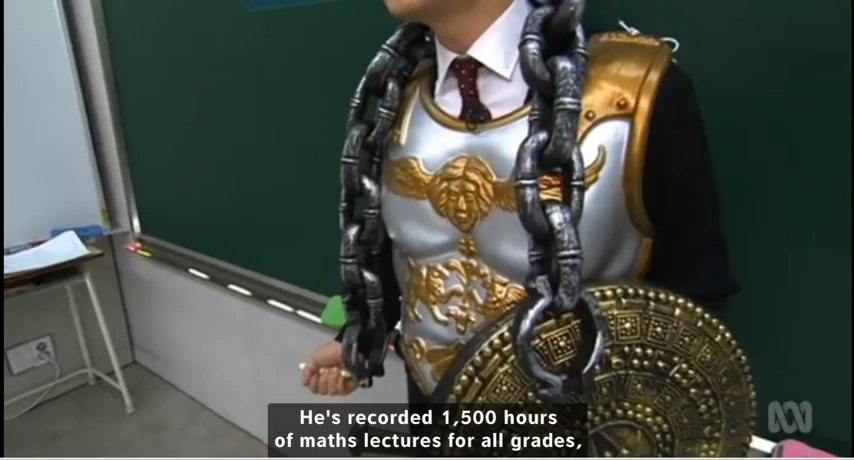 He's recorded 1,500 hours
of maths lectures for all grades,